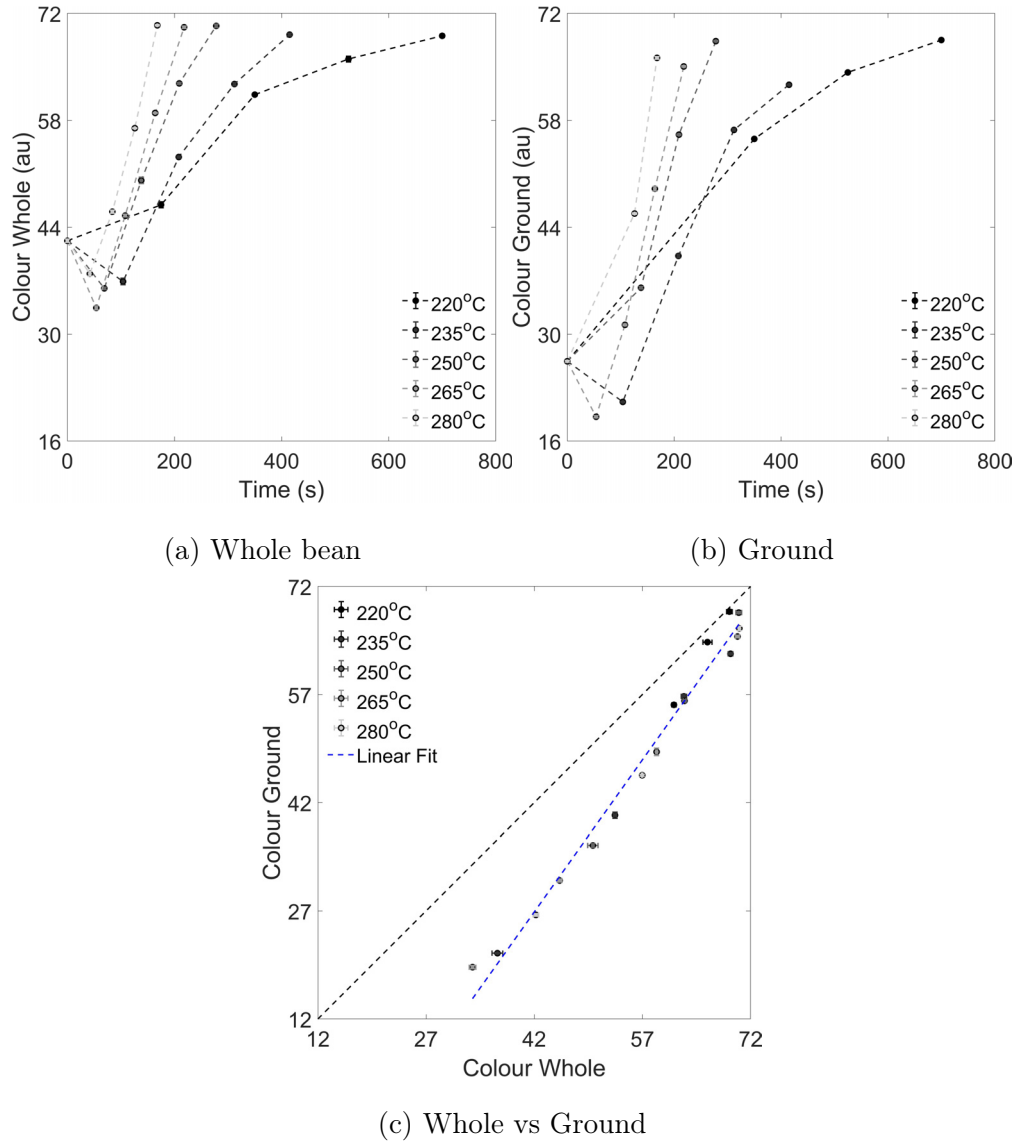 72
58
44
30
16
Colour Whole (au)
220°C
235°C
250°C
265°C
280°C
0 200 400 600 800
Time (s)
(a) Whole bean
72
58
44
30
16
Colour Ground (au)
220°C
235°C
250°C
265°C
280°C
0 200 400 600 800
Time (s)
(b) Ground
72
57
42
27
12
Colour Ground
220°C
235°C
250°C
265°C
280°C
Linear Fit
12 27 42 57 72
Colour Whole
(c) Whole vs Ground